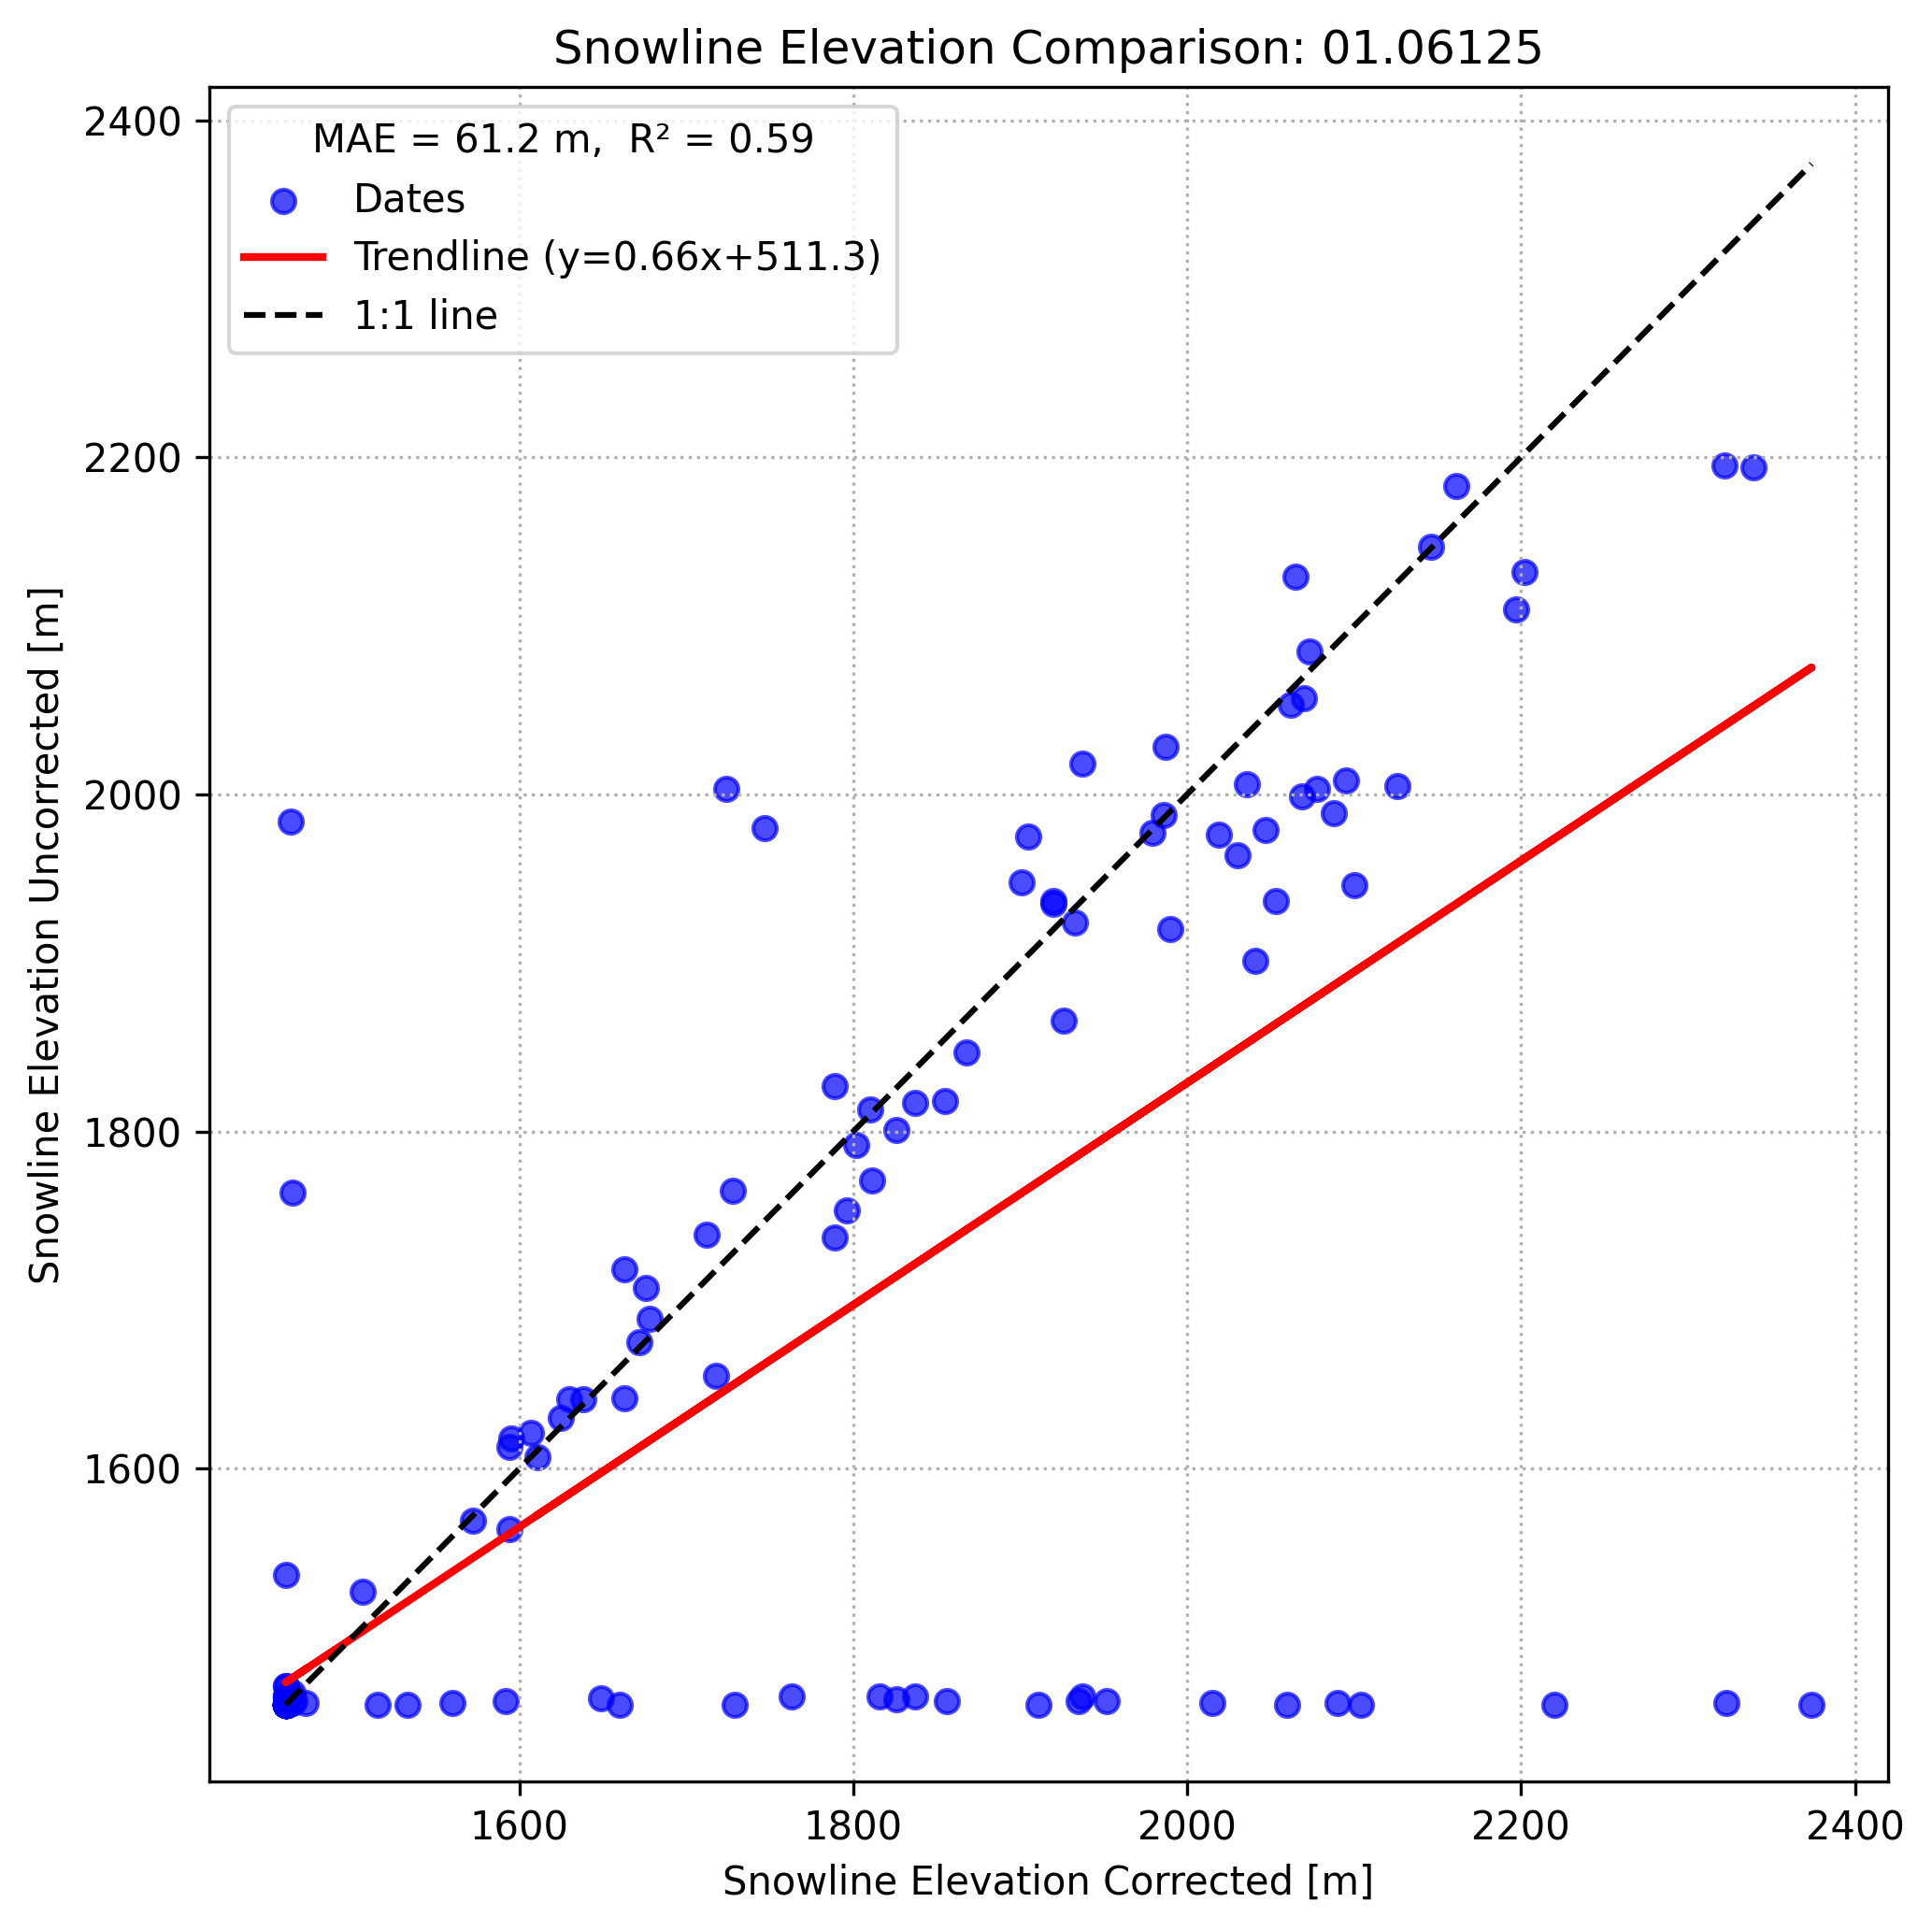 Snowline Elevation Comparison: 01.06125
MAE = 61.2 m,  R² = 0.59
Dates
Trendline (y=0.66x+511.3)
1:1 line
2400
2200
2000
1800
1600
Snowline Elevation Uncorrected [m]
1600 1800 2000 2200 2400
Snowline Elevation Corrected [m]